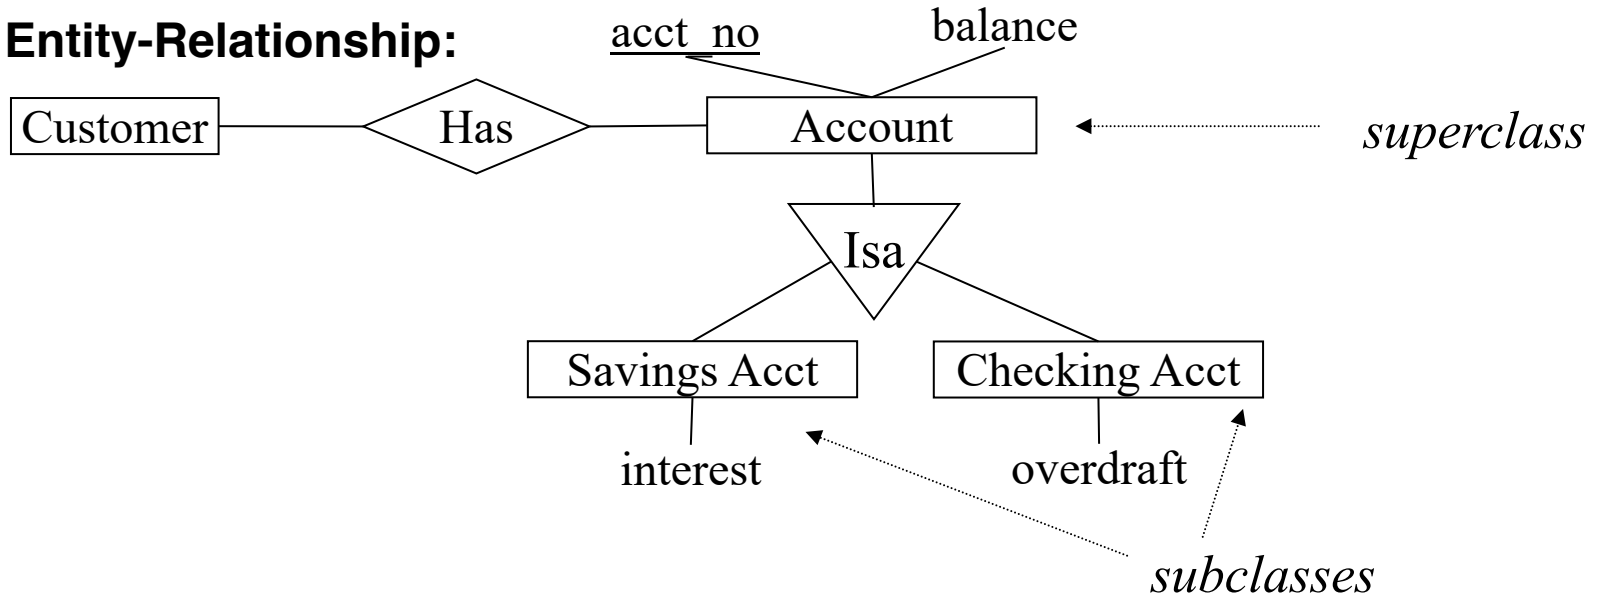 Entity-Relationship:
acct_no
balance
Customer
Has
Account
superclass
Isa
Savings Acct
Checking Acct
interest
overdraft
subclasses